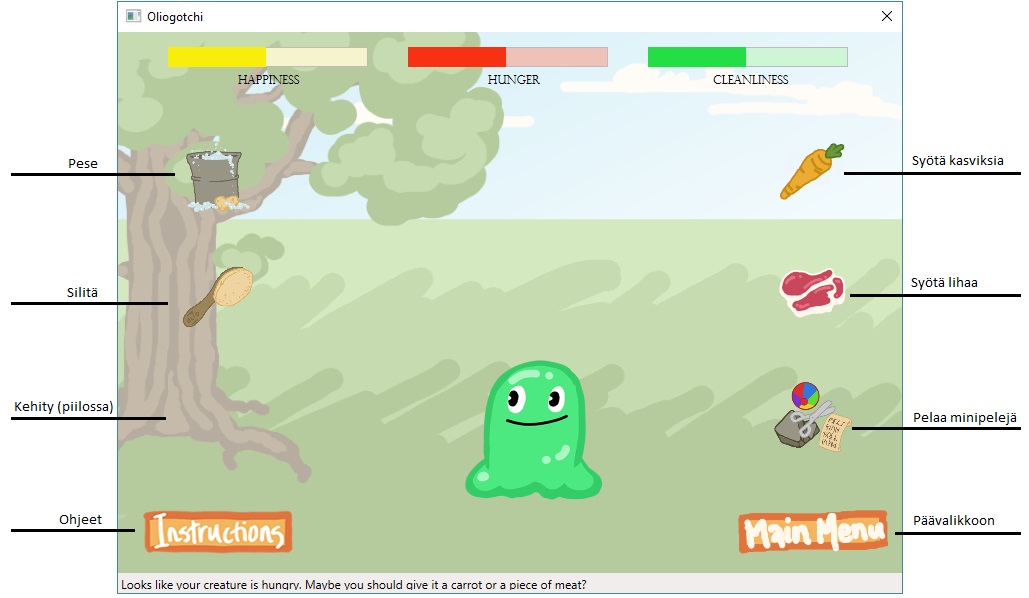 Oliogotchi
HAPPINESS
HUNGER
CLEANLINESS
Pese
Syötä kasviksia
Silitä
Syötä lihaa
Kehity (piilossa)
Pelaa minipelejä
Ohjeet
Instructions
Main Menu
Päävalikkoon
Looks like your creature is hungry. Maybe you should give it a carrot or a piece of meat?